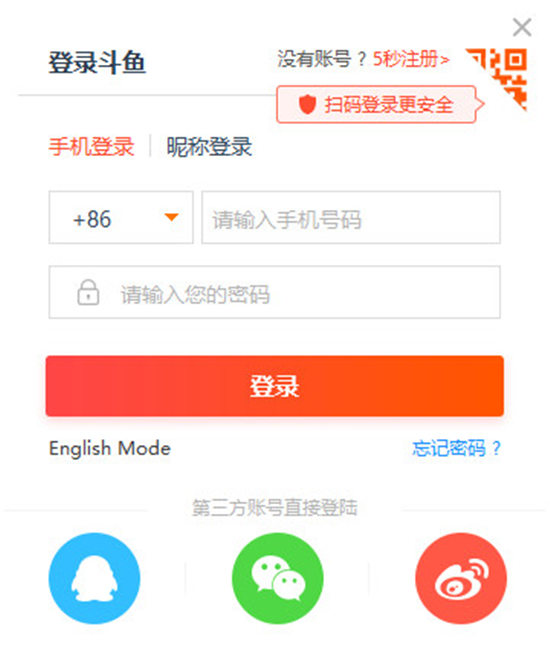 登录斗鱼
没有账号？5秒注册>
扫码登录更安全
手机登录 昵称登录
+86 请输入手机号码
请输入您的密码
登录
English Mode 忘记密码？
第三方账号直接登陆